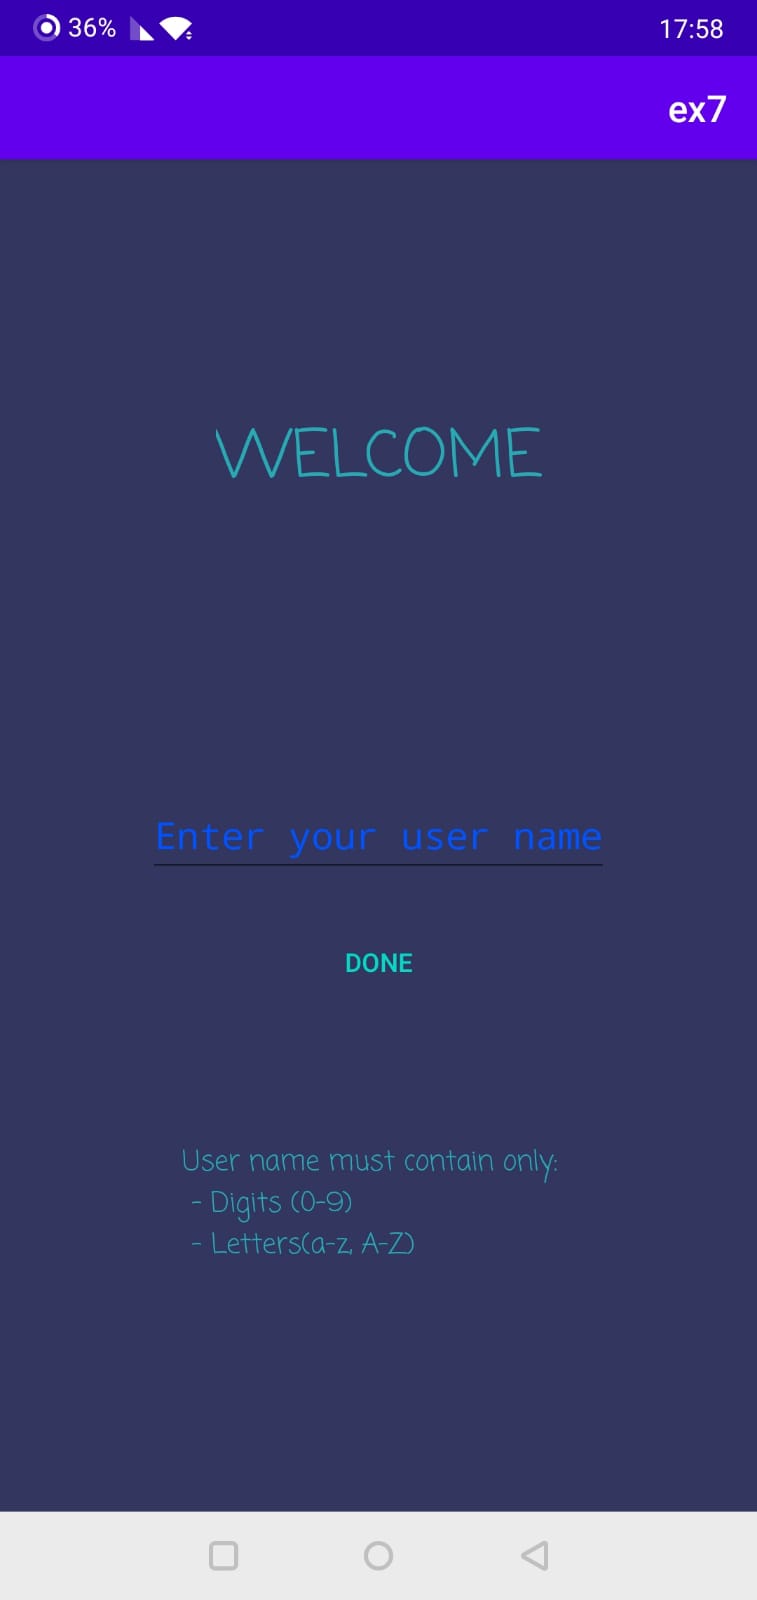 36%
17:58
ex7
WELCOME
Enter your user name
DONE
User name must contain only:
- Digits (0-9)
- Letters(a-z, A-Z)